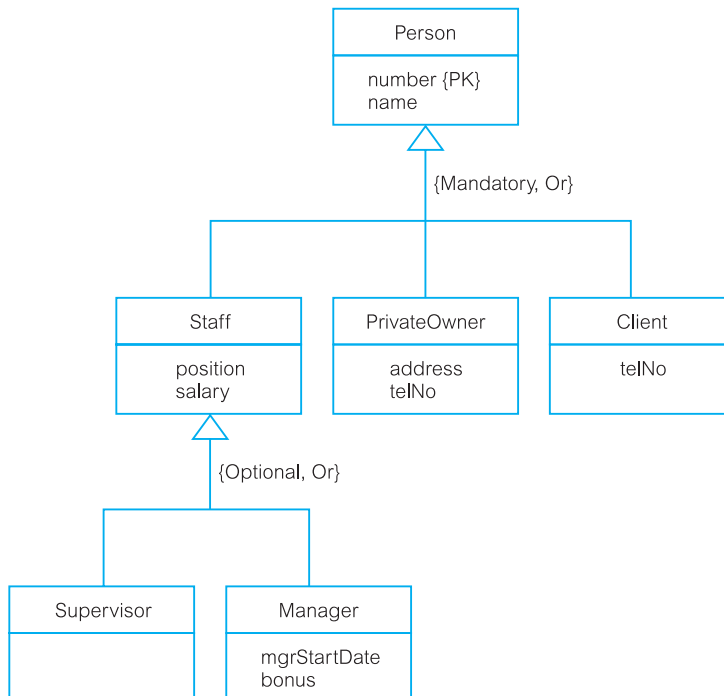 Person
number {PK}
name
{Mandatory, Or}
Staff
position
salary
PrivateOwner
address
telNo
Client
telNo
{Optional, Or}
Supervisor
Manager
mgrStartDate
bonus